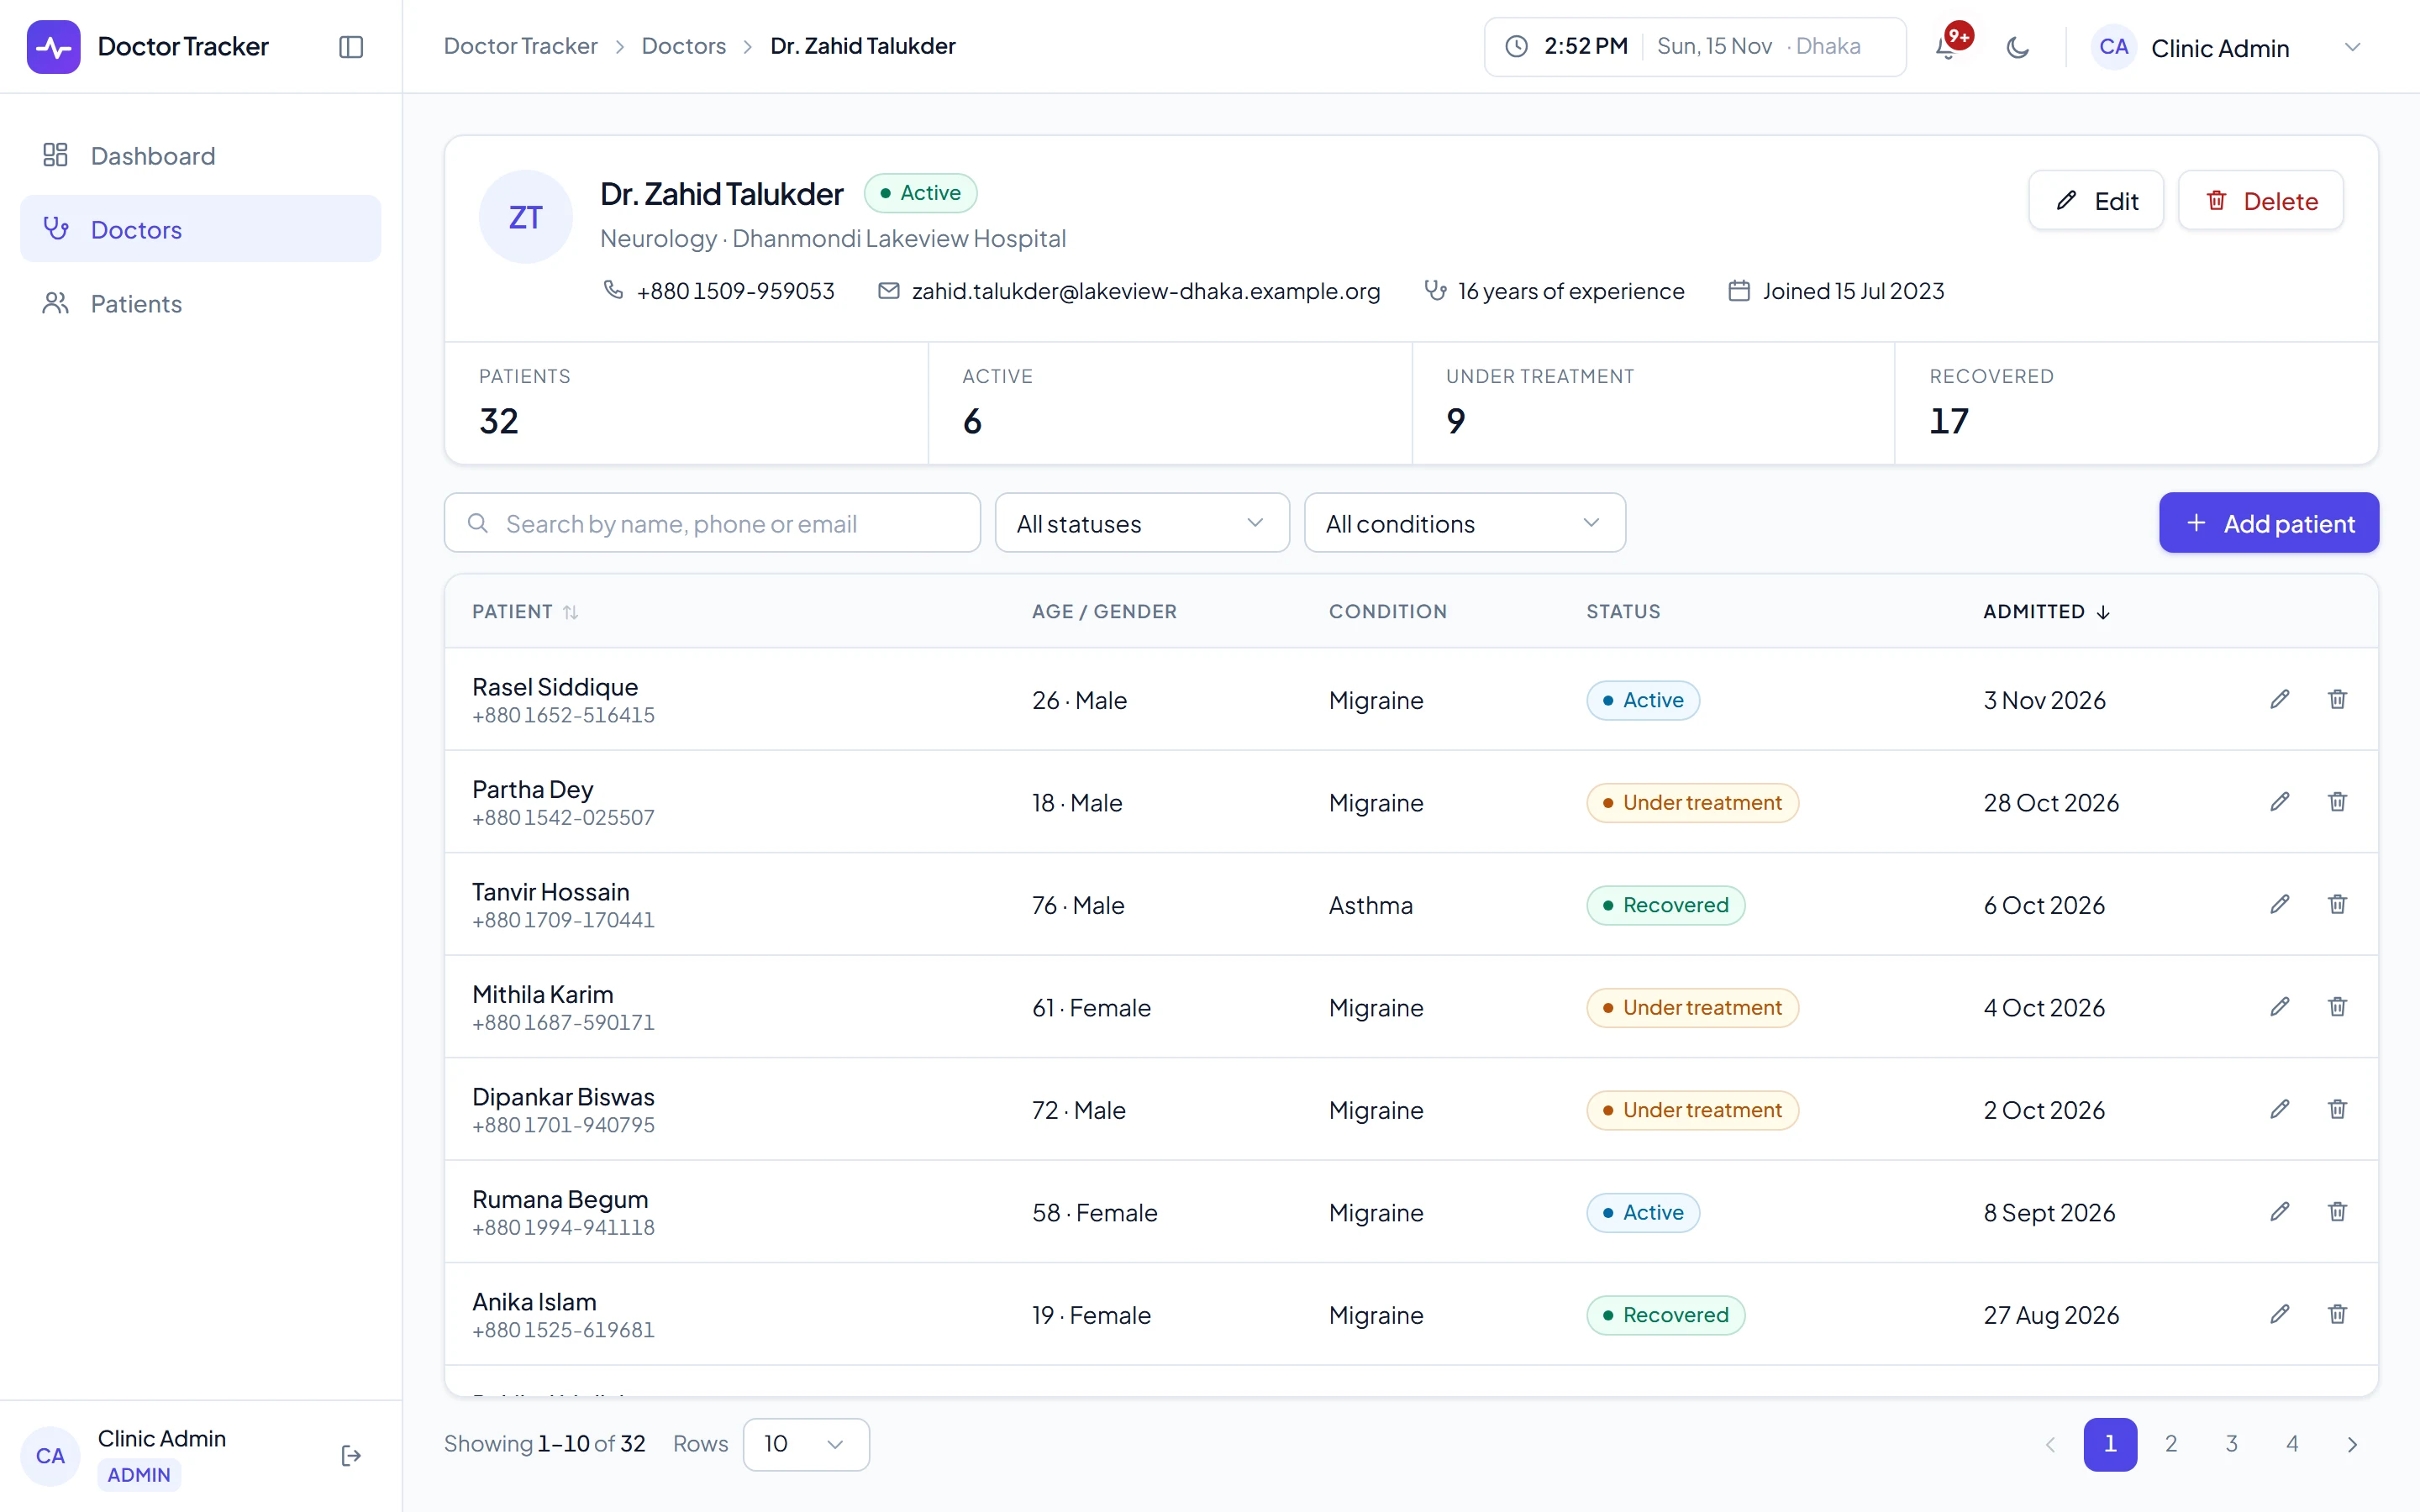 DoctorTracker
Doctor Tracker > Doctors > Dr. Zahid Talukder
2:52 PM Sun, 15 Nov · Dhaka
9+
CA Clinic Admin
Dashboard
Doctors
Patients
ZT
Dr. Zahid Talukder Active
Neurology · Dhanmondi Lakeview Hospital
+880 1509-959053 zahid.talukder@lakeview-dhaka.example.org 16 years of experience Joined 15 Jul 2023
Edit Delete
PATIENTS ACTIVE UNDER TREATMENT RECOVERED
32 6 9 17
Search by name, phone or email All statuses All conditions Add patient
PATIENT AGE / GENDER CONDITION STATUS ADMITTED
Rasel Siddique
+880 1652-516415
26 · Male Migraine Active 3 Nov 2026
Partha Dey
+880 1542-025507
18 · Male Migraine Under treatment 28 Oct 2026
Tanvir Hossain
+880 1709-170441
76 · Male Asthma Recovered 6 Oct 2026
Mithila Karim
+880 1687-590171
61 · Female Migraine Under treatment 4 Oct 2026
Dipankar Biswas
+880 1701-940795
72 · Male Migraine Under treatment 2 Oct 2026
Rumana Begum
+880 1994-941118
58 · Female Migraine Active 8 Sept 2026
Anika Islam
+880 1525-619681
19 · Female Migraine Recovered 27 Aug 2026
Showing 1–10 of 32 Rows 10
1 2 3 4
CA Clinic Admin
ADMIN